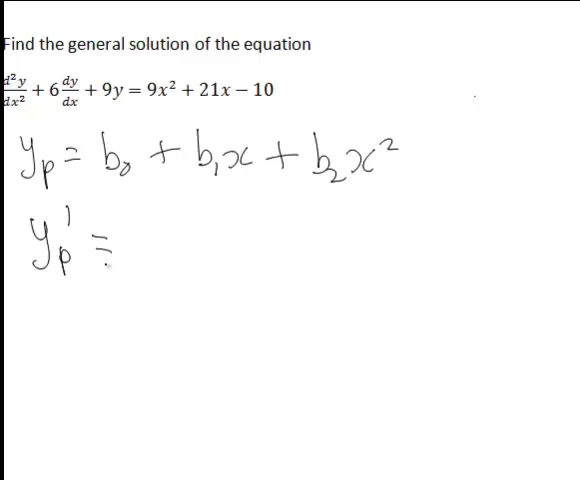 Find the general solution of the equation
d²y/dx² + 6 dy/dx + 9y = 9x² + 21x − 10
yₚ = b₀ + b₁x + b₂x²
yₚ' =